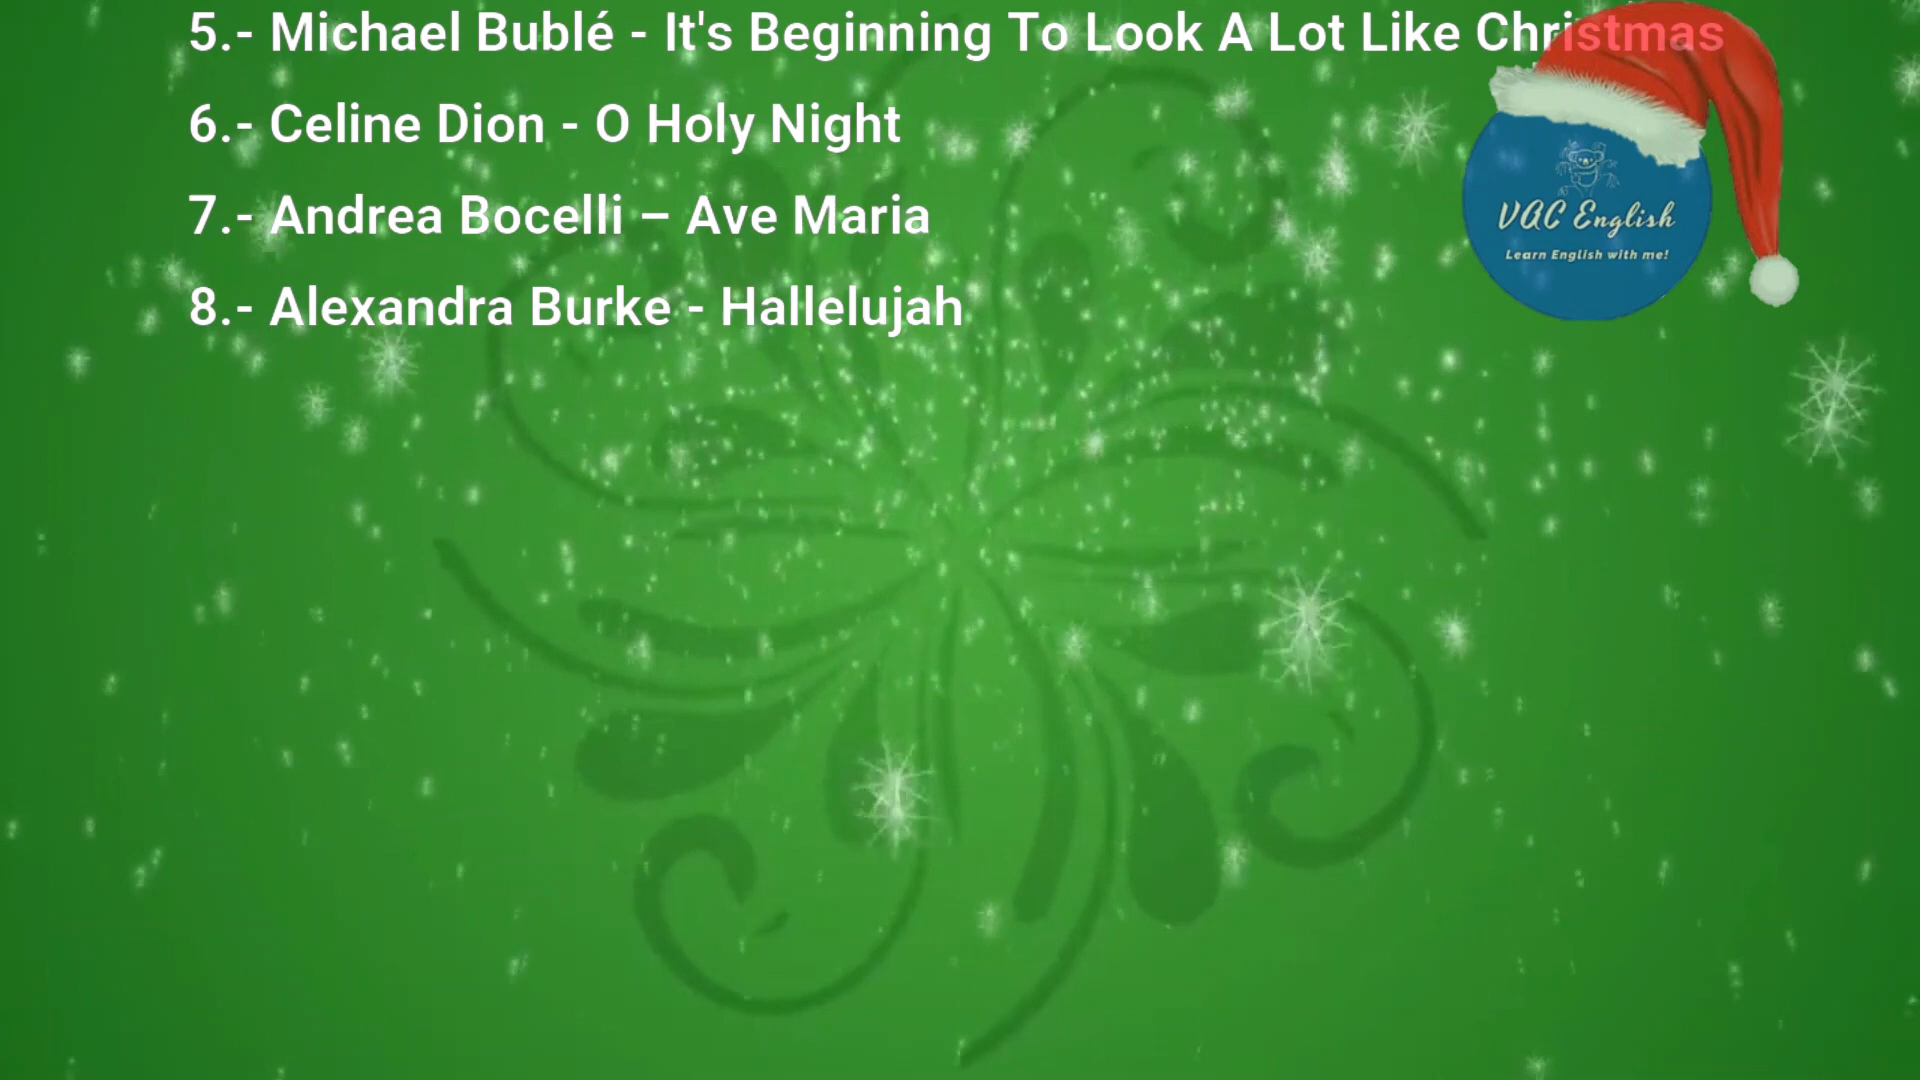 5.- Michael Bublé - It's Beginning To Look A Lot Like Christmas
6.- Celine Dion - O Holy Night
7.- Andrea Bocelli – Ave Maria
8.- Alexandra Burke - Hallelujah
VAC English
Learn English with me!